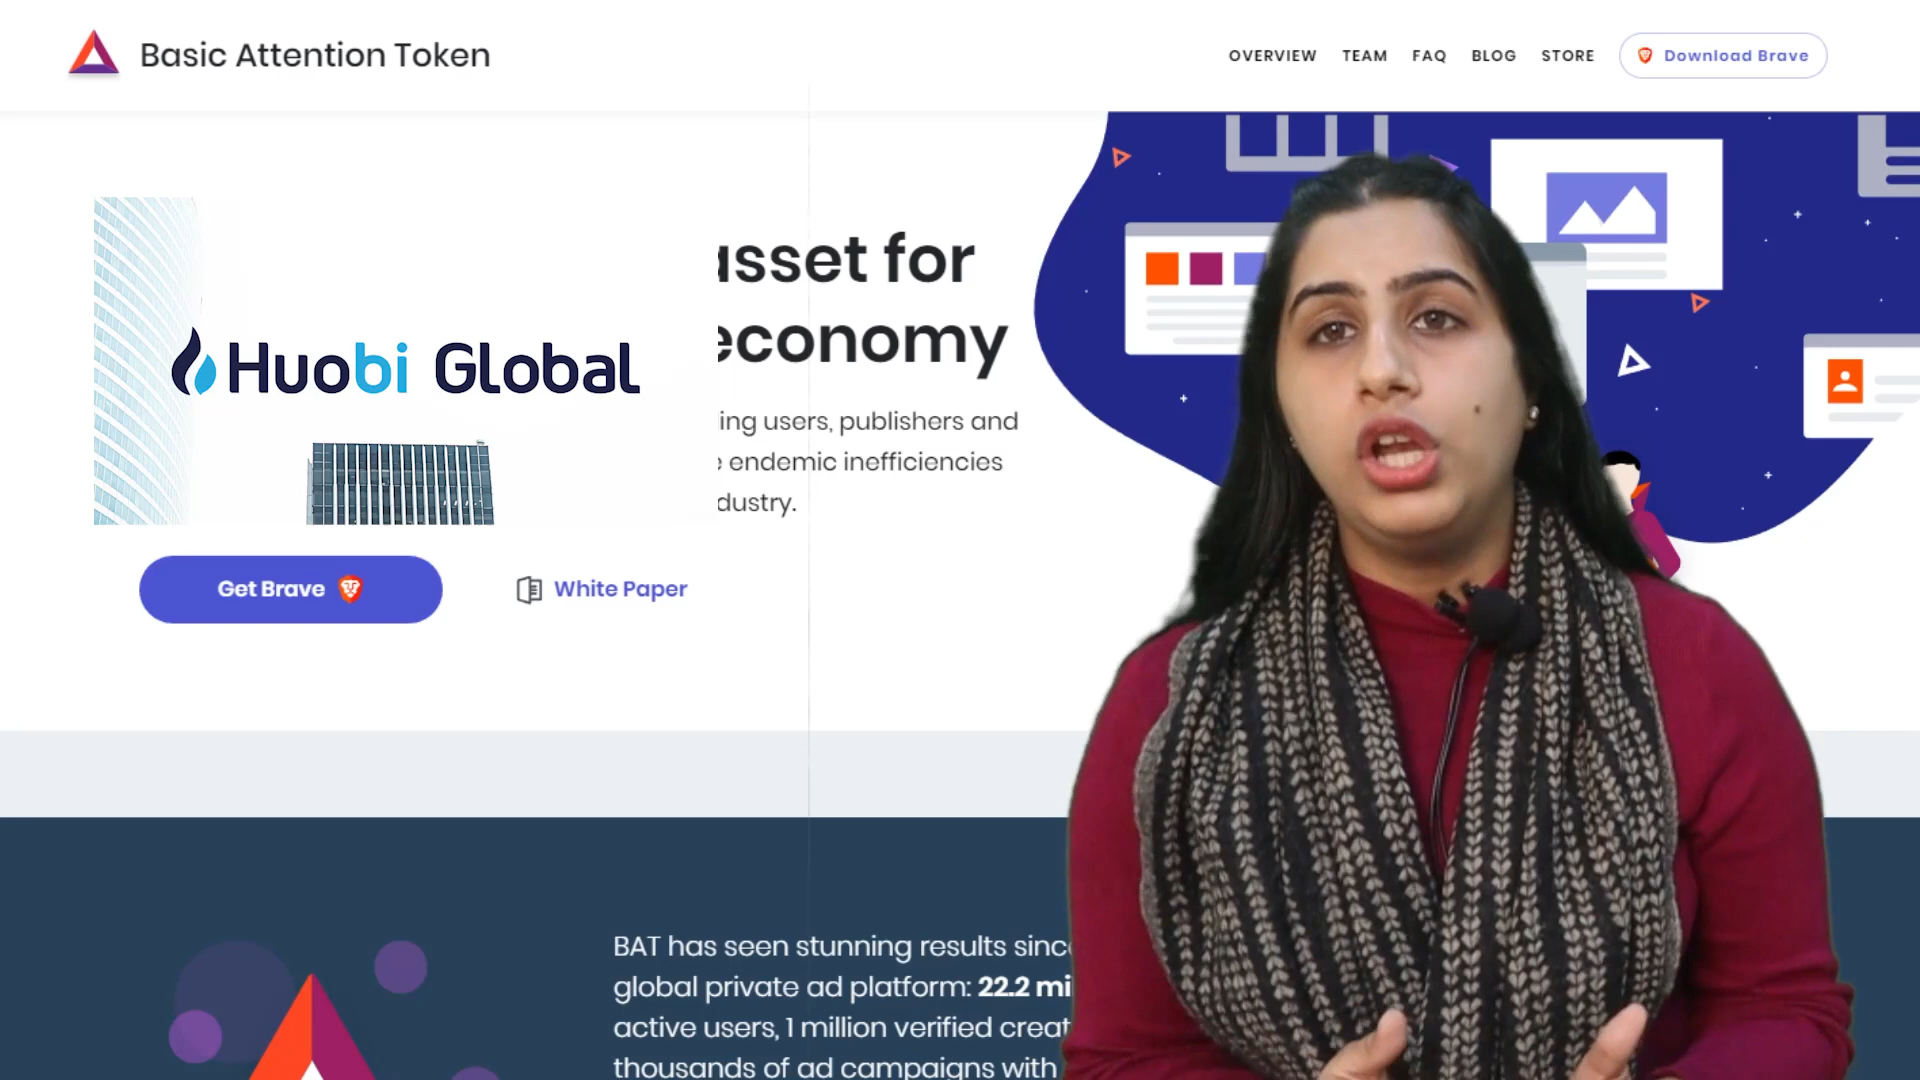 Basic Attention Token
OVERVIEW TEAM FAQ BLOG STORE Download Brave
asset for
economy
Huobi Global
ing users, publishers and
endemic inefficiencies
dustry.
Get Brave
White Paper
BAT has seen stunning results sinc
global private ad platform: 22.2 mi
active users, 1 million verified creat
thousands of ad campaigns with